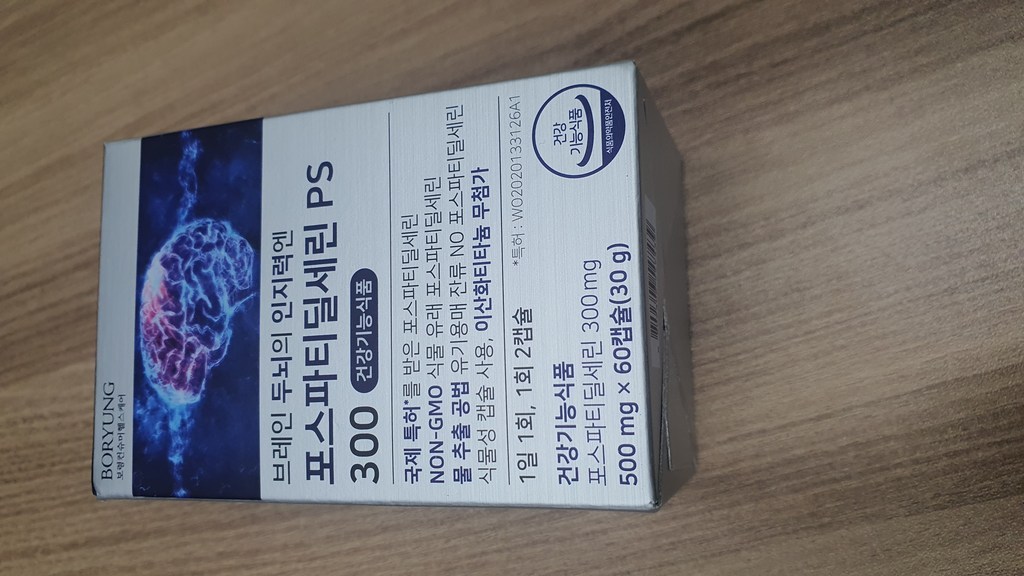 BORYUNG
보령컨슈머헬스케어
브레인 두뇌의 인지력엔
포스파티딜세린 PS
300 건강기능식품
국제 특허*를 받은 포스파티딜세린
NON-GMO 식물 유래 포스파티딜세린
물 추출 공법 유기용매 잔류 NO 포스파티딜세린
식물성 캡슐 사용, 이산화티타늄 무첨가
*특허 : WO2020133126A1
1일 1회, 1회 2캡슐
건강기능식품
포스파티딜세린 300mg
500 mg × 60캡슐(30 g)
건강
기능식품
식품의약품안전처